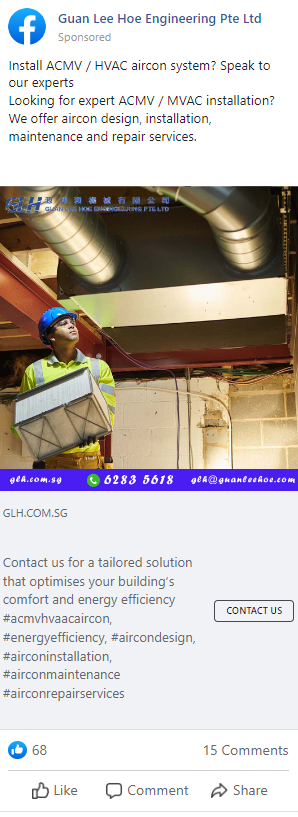 Guan Lee Hoe Engineering Pte Ltd
Sponsored
Install ACMV / HVAC aircon system? Speak to
our experts
Looking for expert ACMV / MVAC installation?
We offer aircon design, installation,
maintenance and repair services.
GLH
GUAN LEE HOE ENGINEERING PTE LTD
glh.com.sg
6283 5618
glh@guanleehoe.com
GLH.COM.SG
Contact us for a tailored solution
that optimises your building's
comfort and energy efficiency
#acmvhvaacaircon,
#energyefficiency, #aircondesign,
#airconinstallation,
#airconmaintenance
#airconrepairservices
CONTACT US
68
15 Comments
Like
Comment
Share